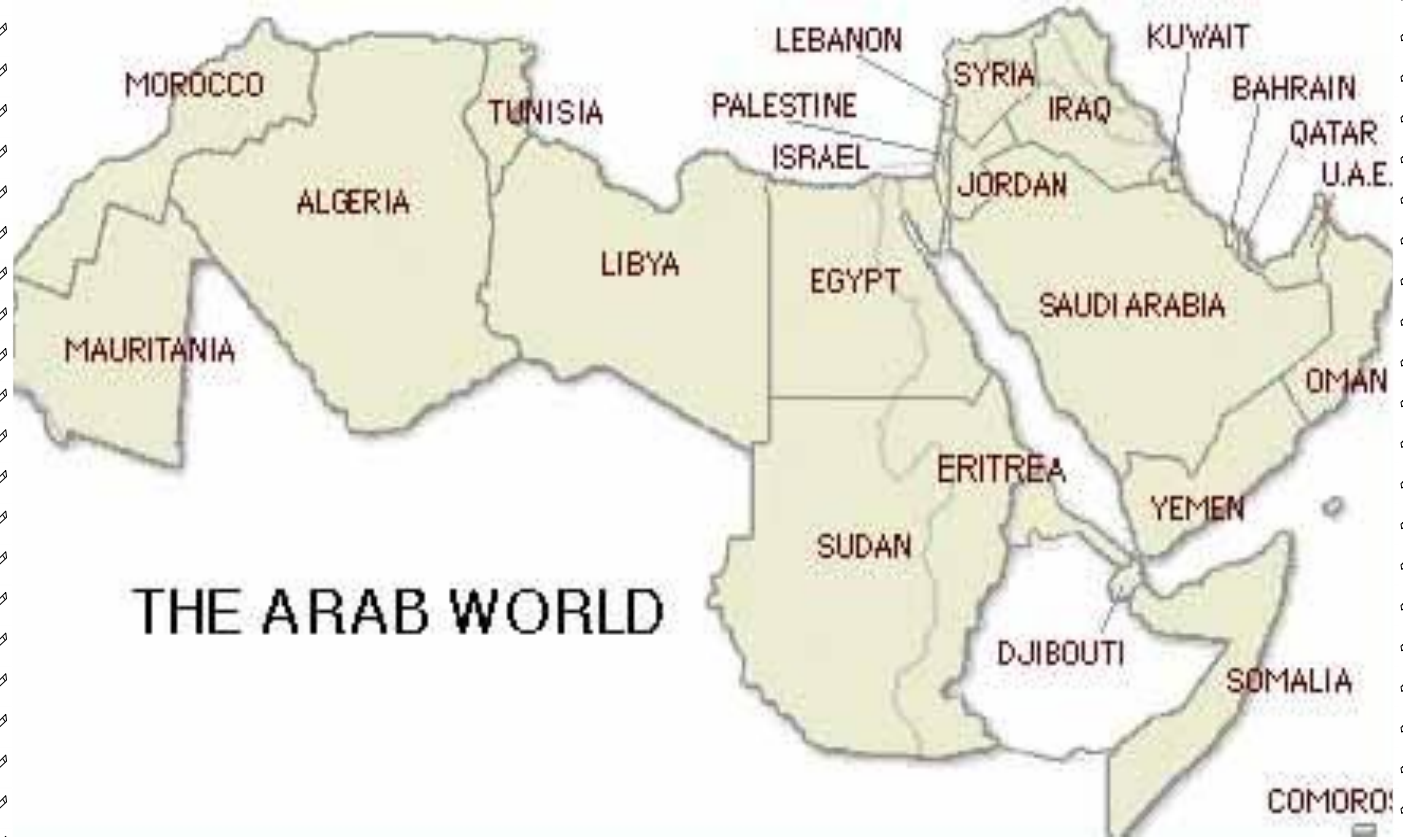 LEBANON
KUWAIT
SYRIA
MOROCCO
BAHRAIN
PALESTINE
TUNISIA
IRAQ
QATAR
ISRAEL
U.A.E.
JORDAN
ALGERIA
LIBYA
EGYPT
SAUDI ARABIA
MAURITANIA
OMAN
ERITREA
YEMEN
SUDAN
THE ARAB WORLD
DJIBOUTI
SOMALIA
COMOROS